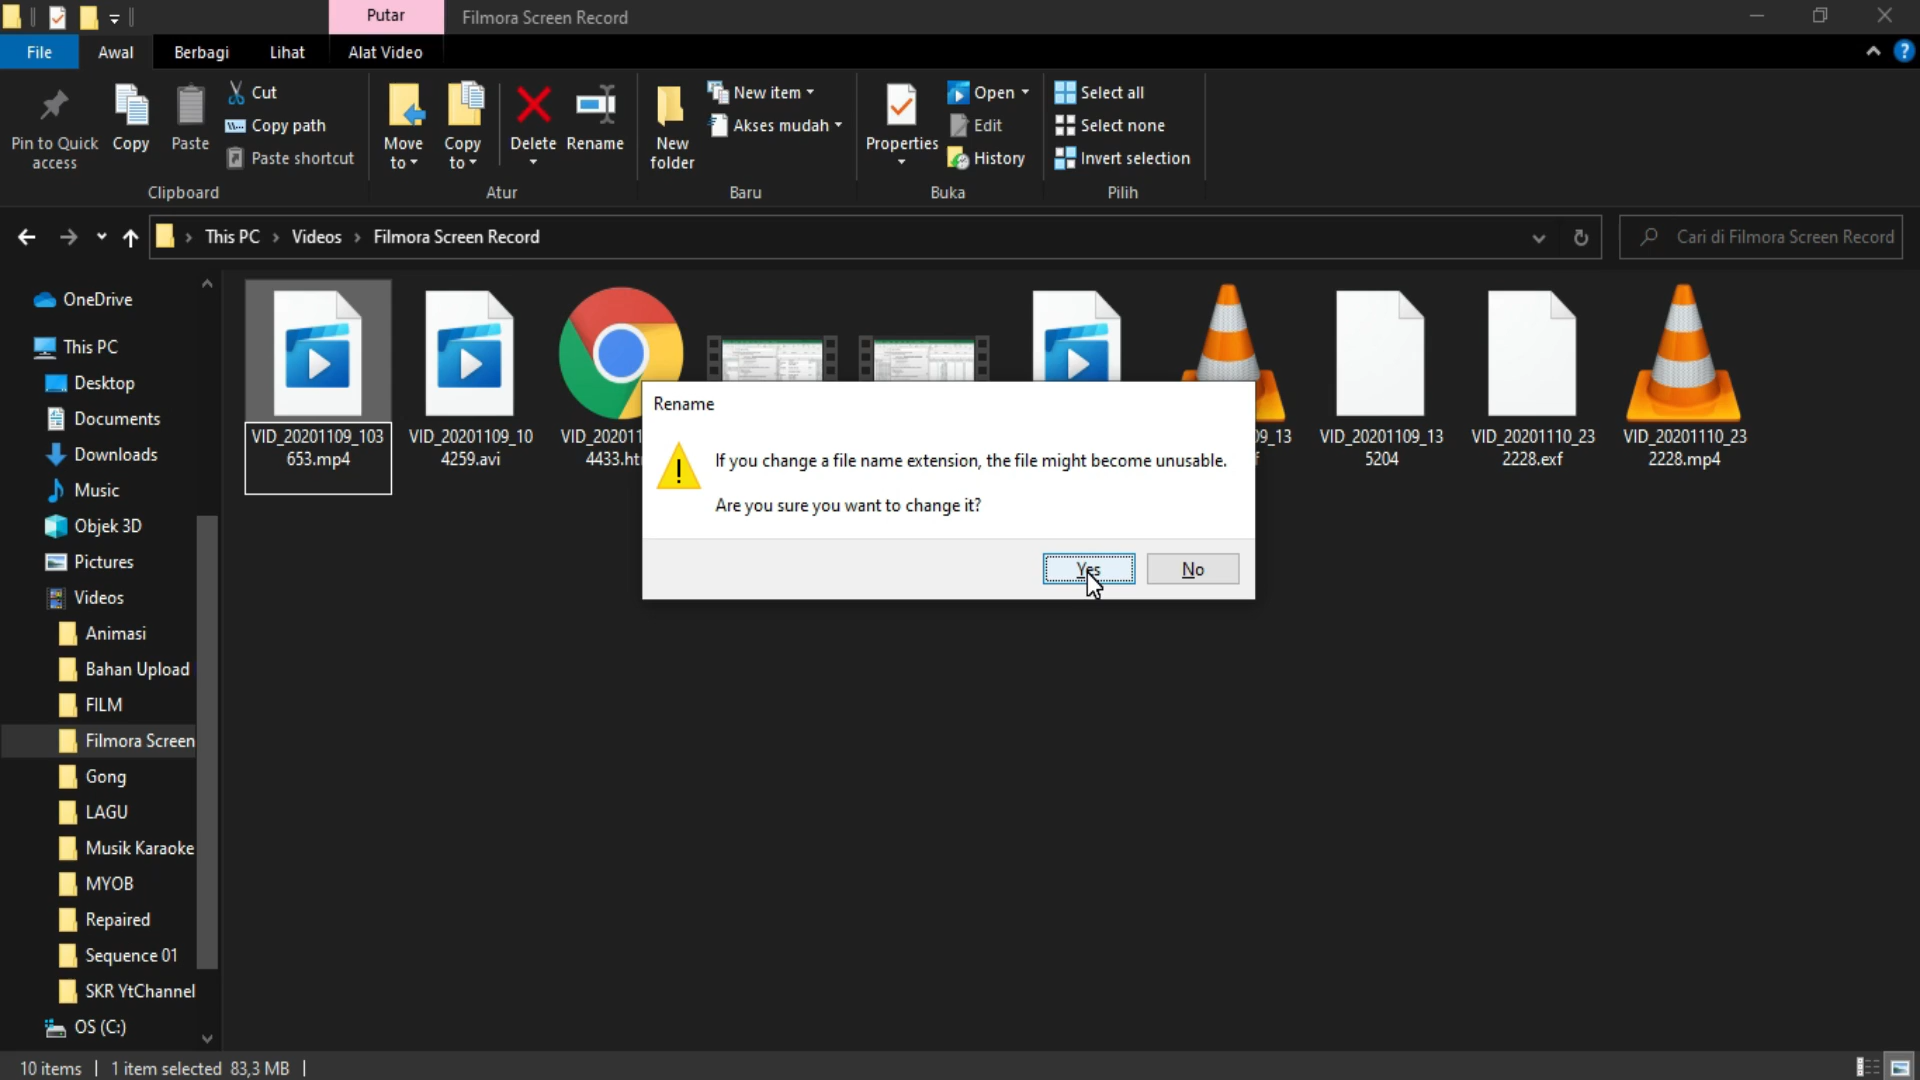 Putar
Filmora Screen Record
File
Awal
Berbagi
Lihat
Alat Video
Pin to Quick
access
Copy
Paste
Cut
Copy path
Paste shortcut
Clipboard
Move
to
Copy
to
Delete
Rename
Atur
New
folder
New item
Akses mudah
Baru
Properties
Open
Edit
History
Buka
Select all
Select none
Invert selection
Pilih
This PC
Videos
Filmora Screen Record
Cari di Filmora Screen Record
OneDrive
This PC
Desktop
Documents
Downloads
Music
Objek 3D
Pictures
Videos
Animasi
Bahan Upload
FILM
Filmora Screen
Gong
LAGU
Musik Karaoke
MYOB
Repaired
Sequence 01
SKR YtChannel
OS (C:)
VID_20201109_103
653.mp4
VID_20201109_10
4259.avi
VID_20201
4433.ht
09_13
VID_20201109_13
5204
VID_20201110_23
2228.exf
VID_20201110_23
2228.mp4
Rename
If you change a file name extension, the file might become unusable.
Are you sure you want to change it?
Yes
No
10 items
1 item selected 83,3 MB